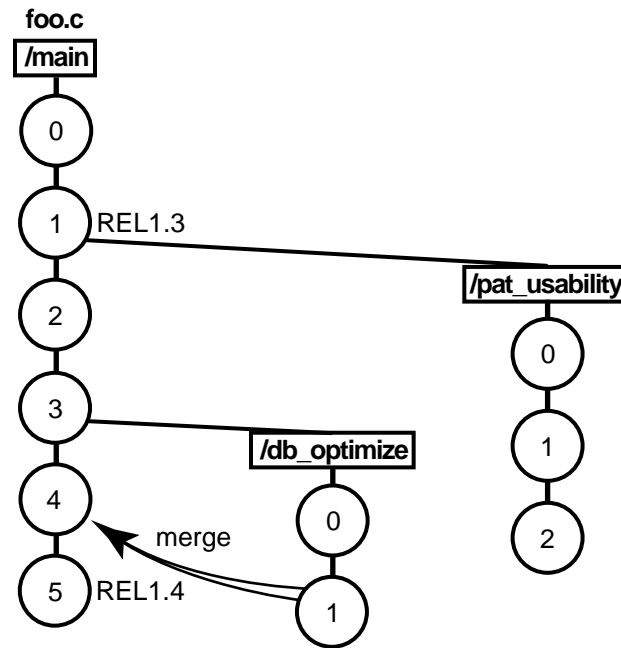 foo.c
/main
0
1 REL1.3
/pat_usability
2
0
3
/db_optimize
1
4
0
merge
2
5 REL1.4
1